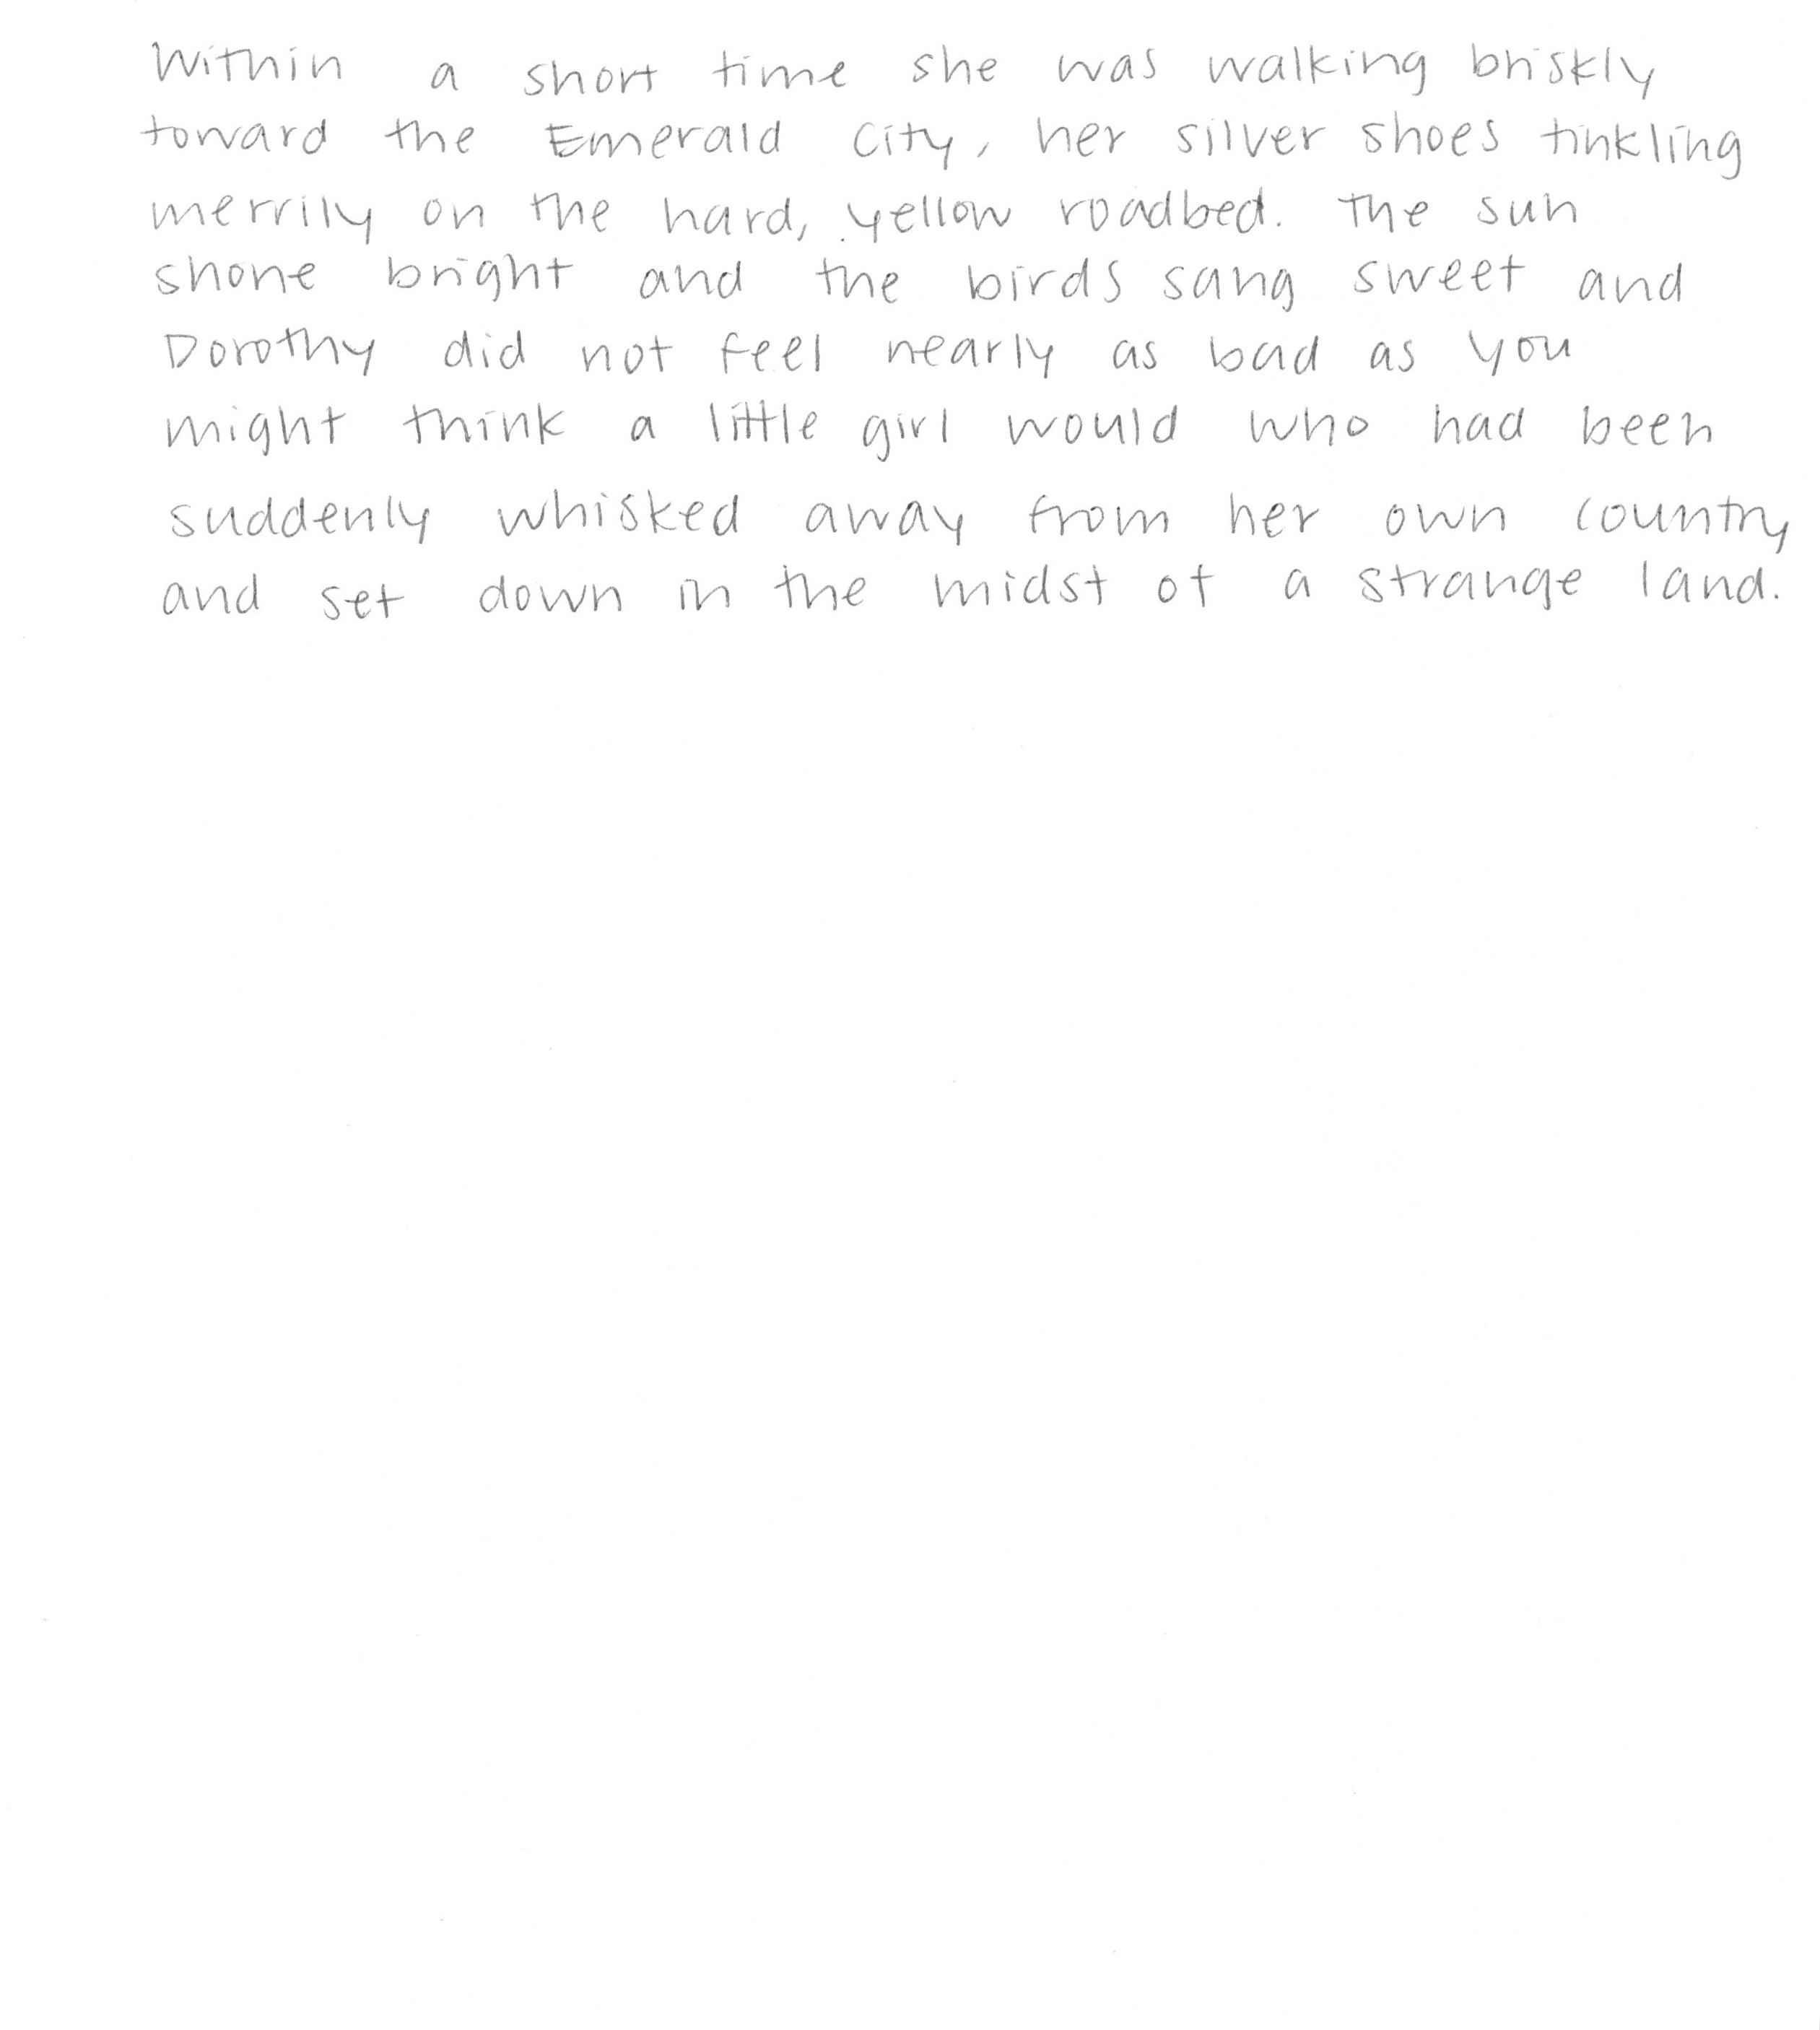 Within a short time she was walking briskly
toward the Emerald City, her silver shoes tinkling
merrily on the hard, yellow roadbed. The sun
shone bright and the birds sang sweet and
Dorothy did not feel nearly as bad as you
might think a little girl would who had been
suddenly whisked away from her own country
and set down in the midst of a strange land.